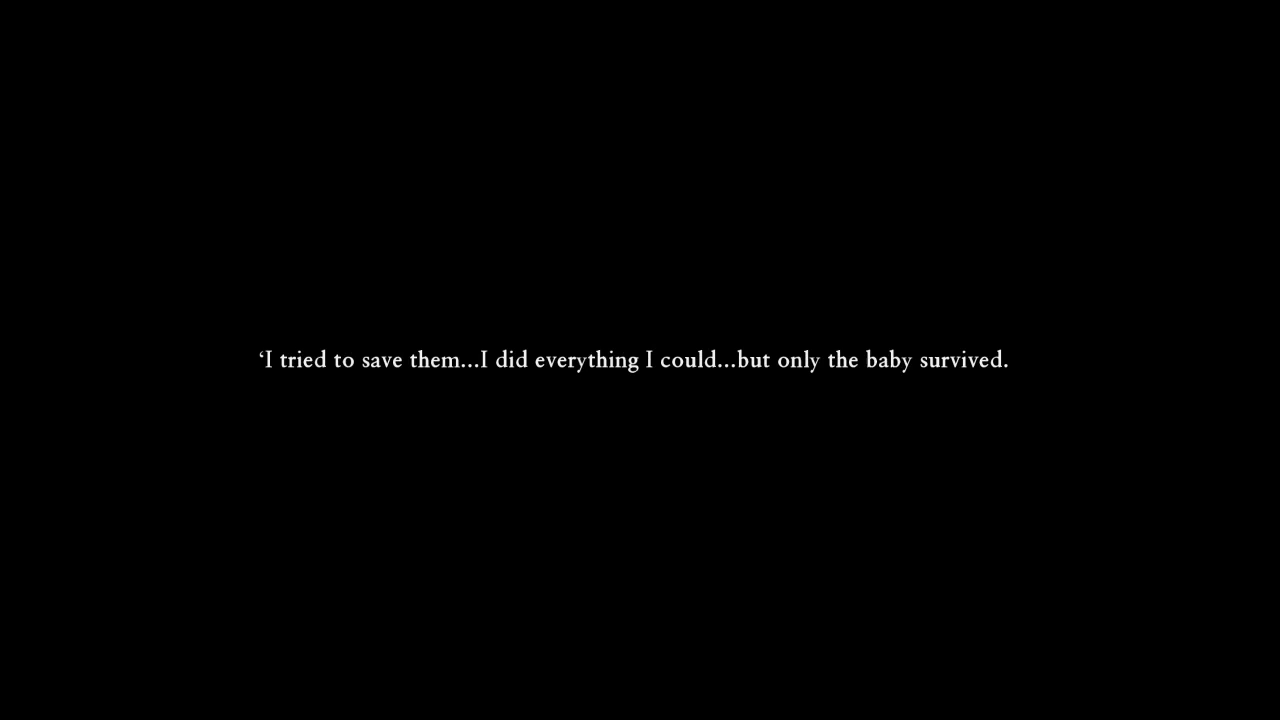 ‘I tried to save them...I did everything I could...but only the baby survived.